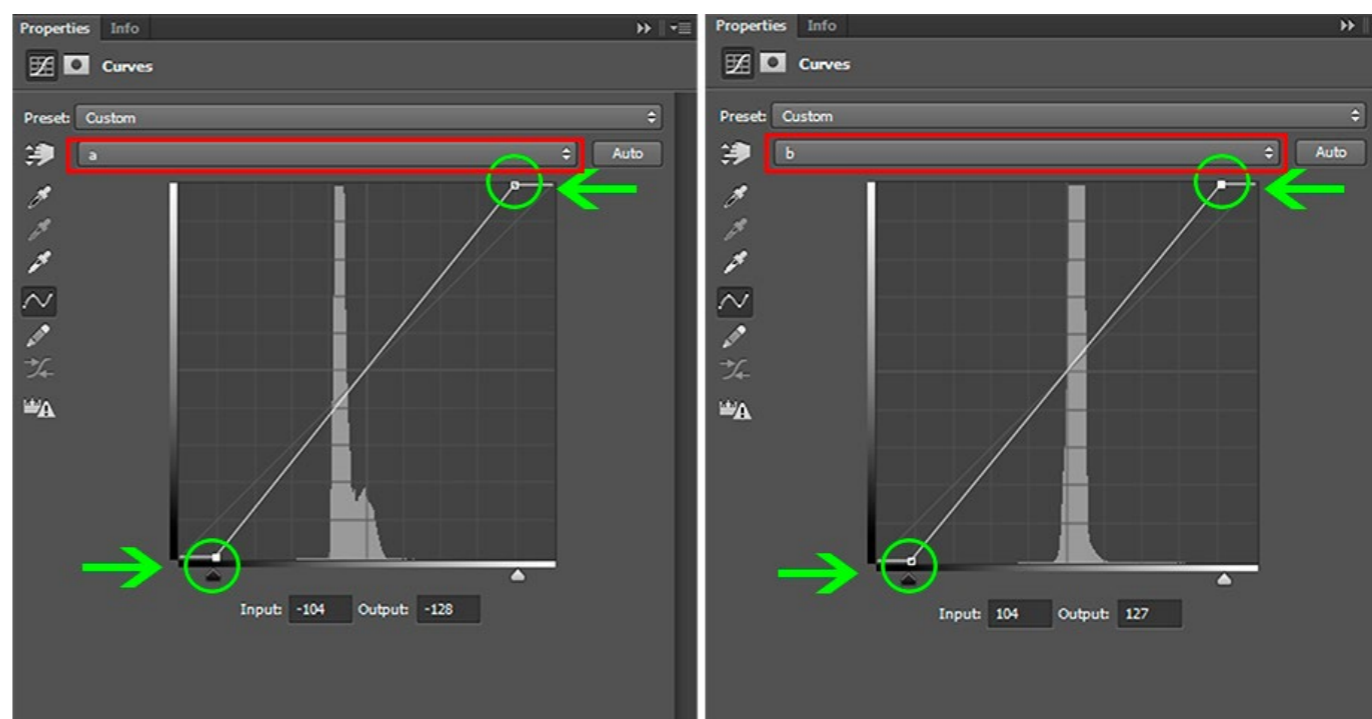 Properties Info
Curves
Preset: Custom
a Auto
Input: -104 Output: -128
Properties Info
Curves
Preset: Custom
b Auto
Input: 104 Output: 127